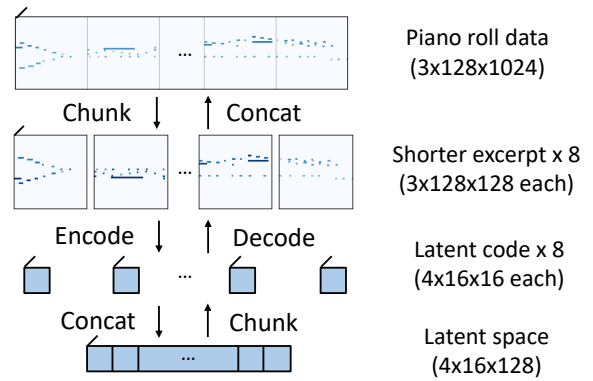 ...
Piano roll data
(3x128x1024)
Chunk
Concat
...
Shorter excerpt x 8
(3x128x128 each)
Encode
Decode
...
Latent code x 8
(4x16x16 each)
Concat
Chunk
...
Latent space
(4x16x128)